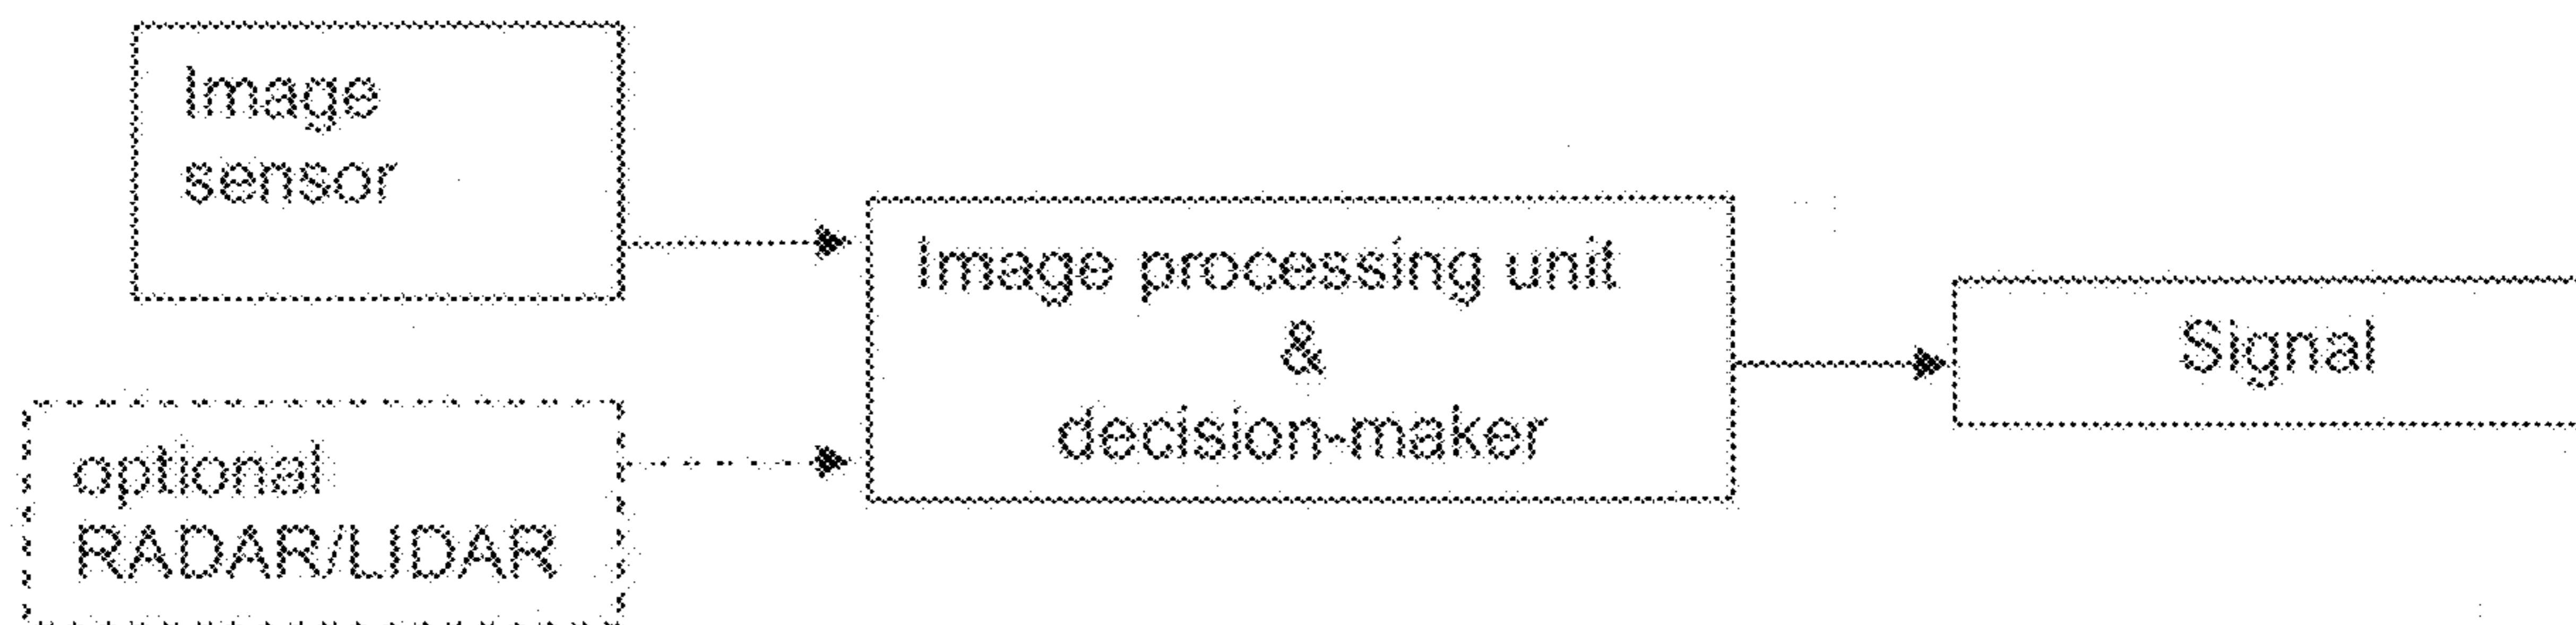 Image
sensor
optional
RADAR/LIDAR
Image processing unit
&
decision-maker
Signal